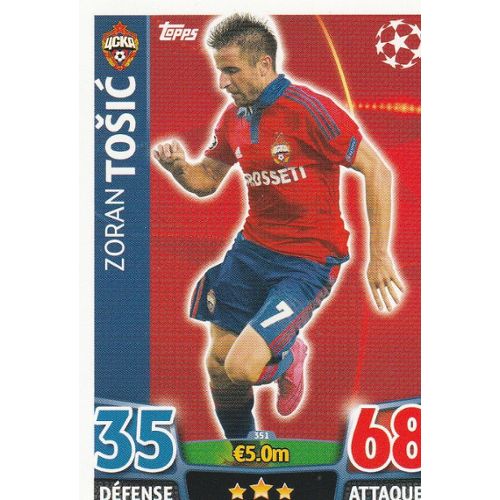 ЦСКА
Topps
ZORAN TOŠIĆ
ROSSETI
7
351
35
€5.0m
68
DÉFENSE
ATTAQUE